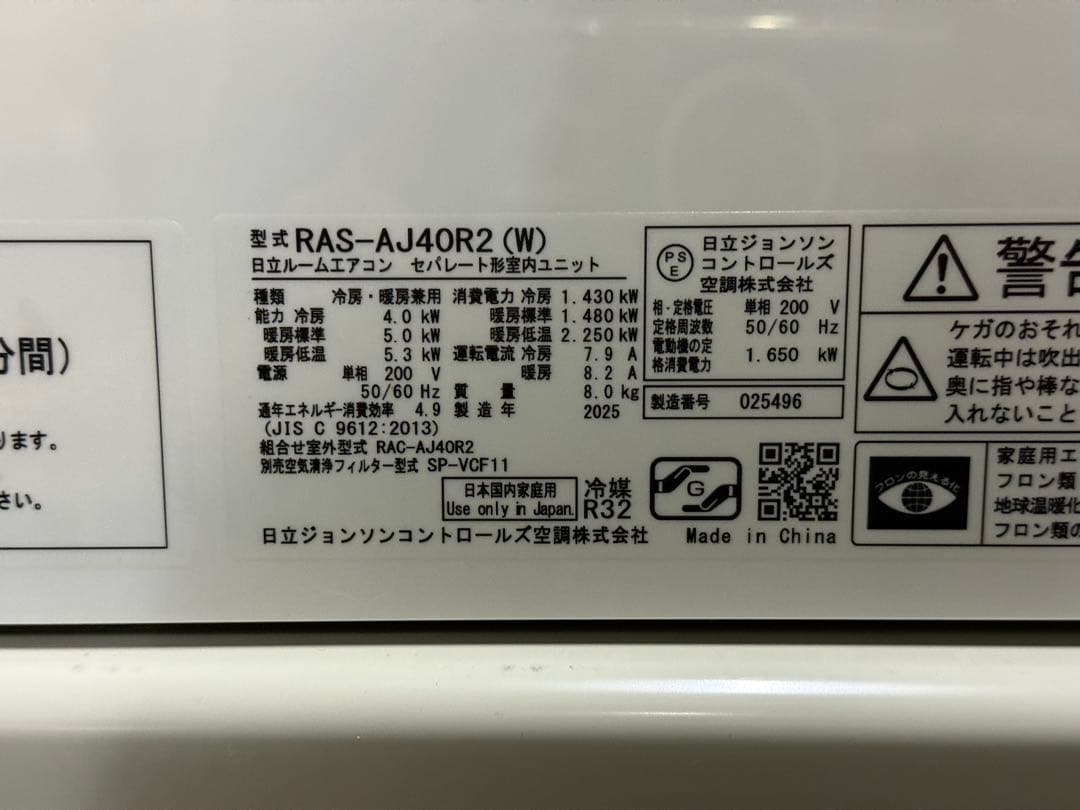 分間)
ります。
さい。
型式 RAS-AJ40R2 (W)
日立ルームエアコン セパレート形室内ユニット
種類 冷房・暖房兼用
能力 冷房 4.0 kW
暖房標準 5.0 kW
暖房低温 5.3 kW
電源 単相 200 V
50/60 Hz
通年エネルギー消費効率 4.9
(JIS C 9612:2013)
消費電力 冷房 1.430 kW
暖房標準 1.480 kW
暖房低温 2.250 kW
運転電流 冷房 7.9 A
暖房 8.2 A
質量 8.0 kg
製造年 2025
組合せ室外型式 RAC-AJ40R2
別売空気清浄フィルター型式 SP-VCF11
日本国内家庭用
Use only in Japan.
冷媒
R32
日立ジョンソンコントロールズ空調株式会社 Made in China
PS
E
日立ジョンソン
コントロールズ
空調株式会社
相・定格電圧 単相 200 V
定格周波数 50/60 Hz
電動機の定
格消費電力 1.650 kW
製造番号 025496
G
警告
ケガのおそれ
運転中は吹出
奥に指や棒な
入れないこと
フロンの見える化
家庭用エ
フロン類
地球温暖化
フロン類の